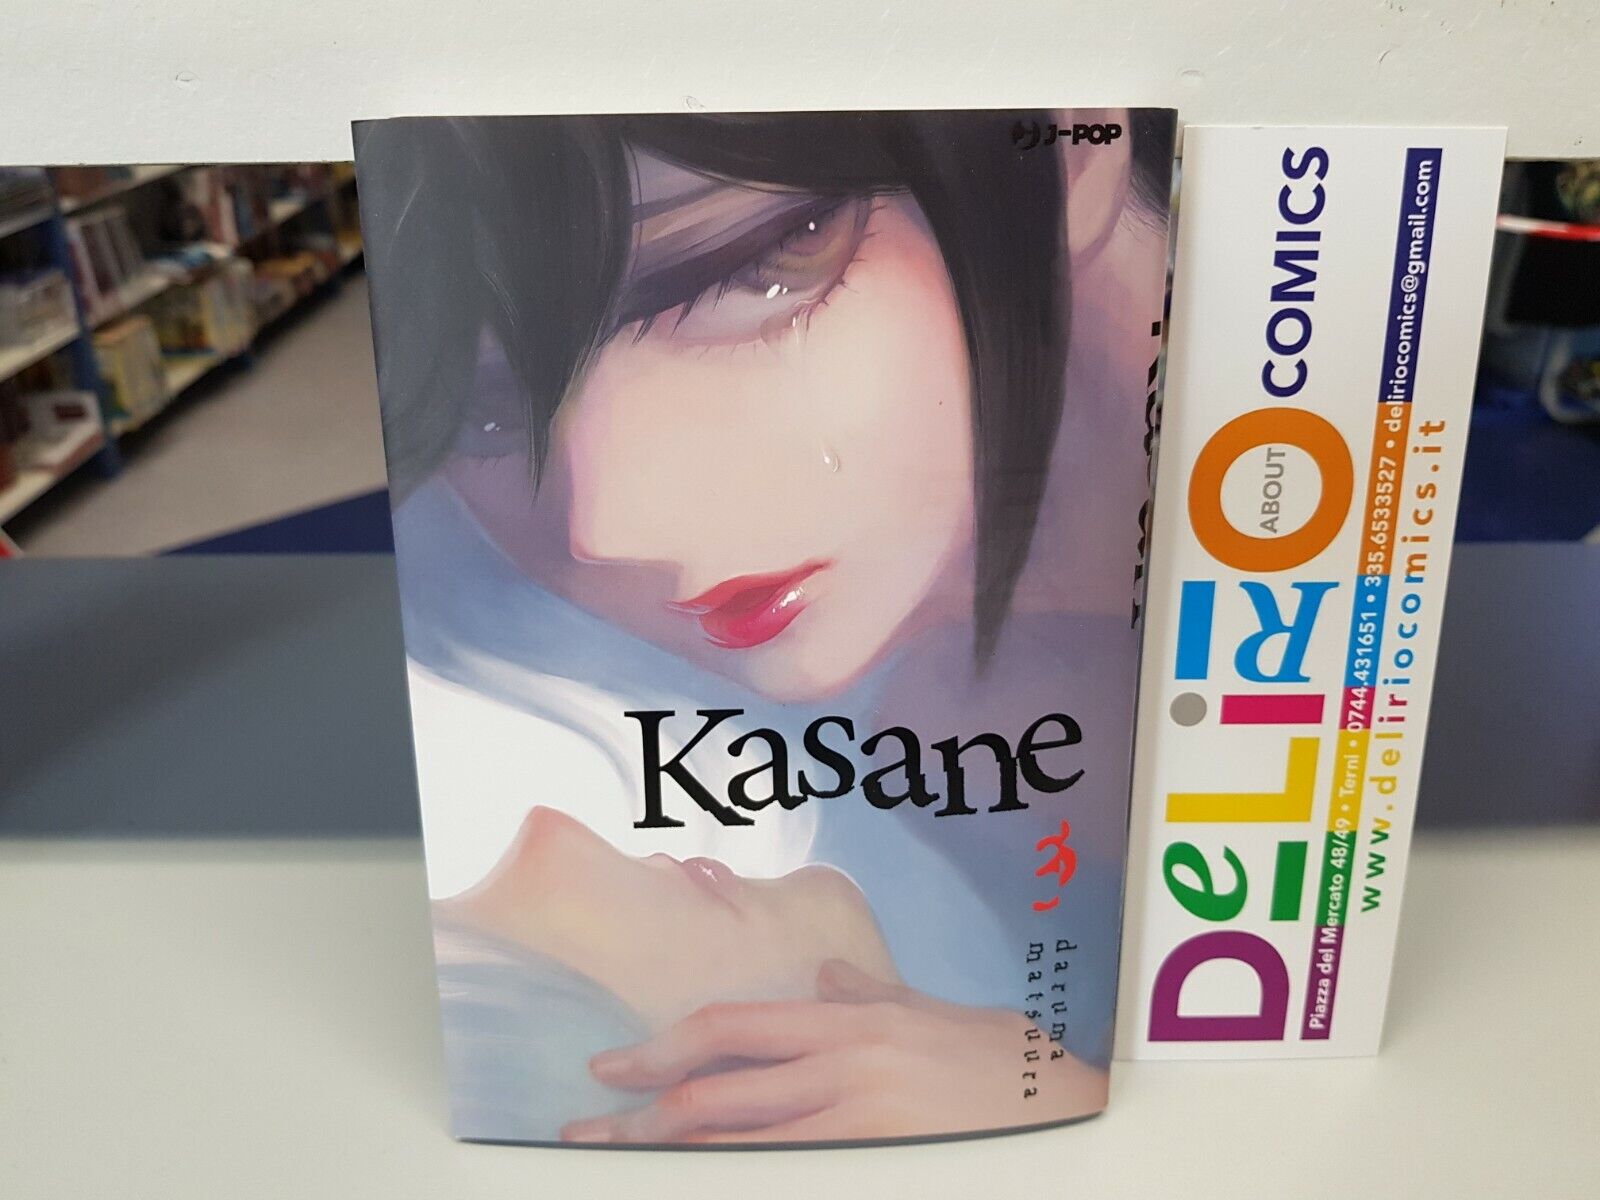 J-POP
Kasane
daruma
matsuura
DeLiRiO
ABOUT
COMICS
Piazza del Mercato 48/49 • Terni • 0744.431651 • 335.6533527 • deliriocomics@gmail.com
www.deliriocomics.it